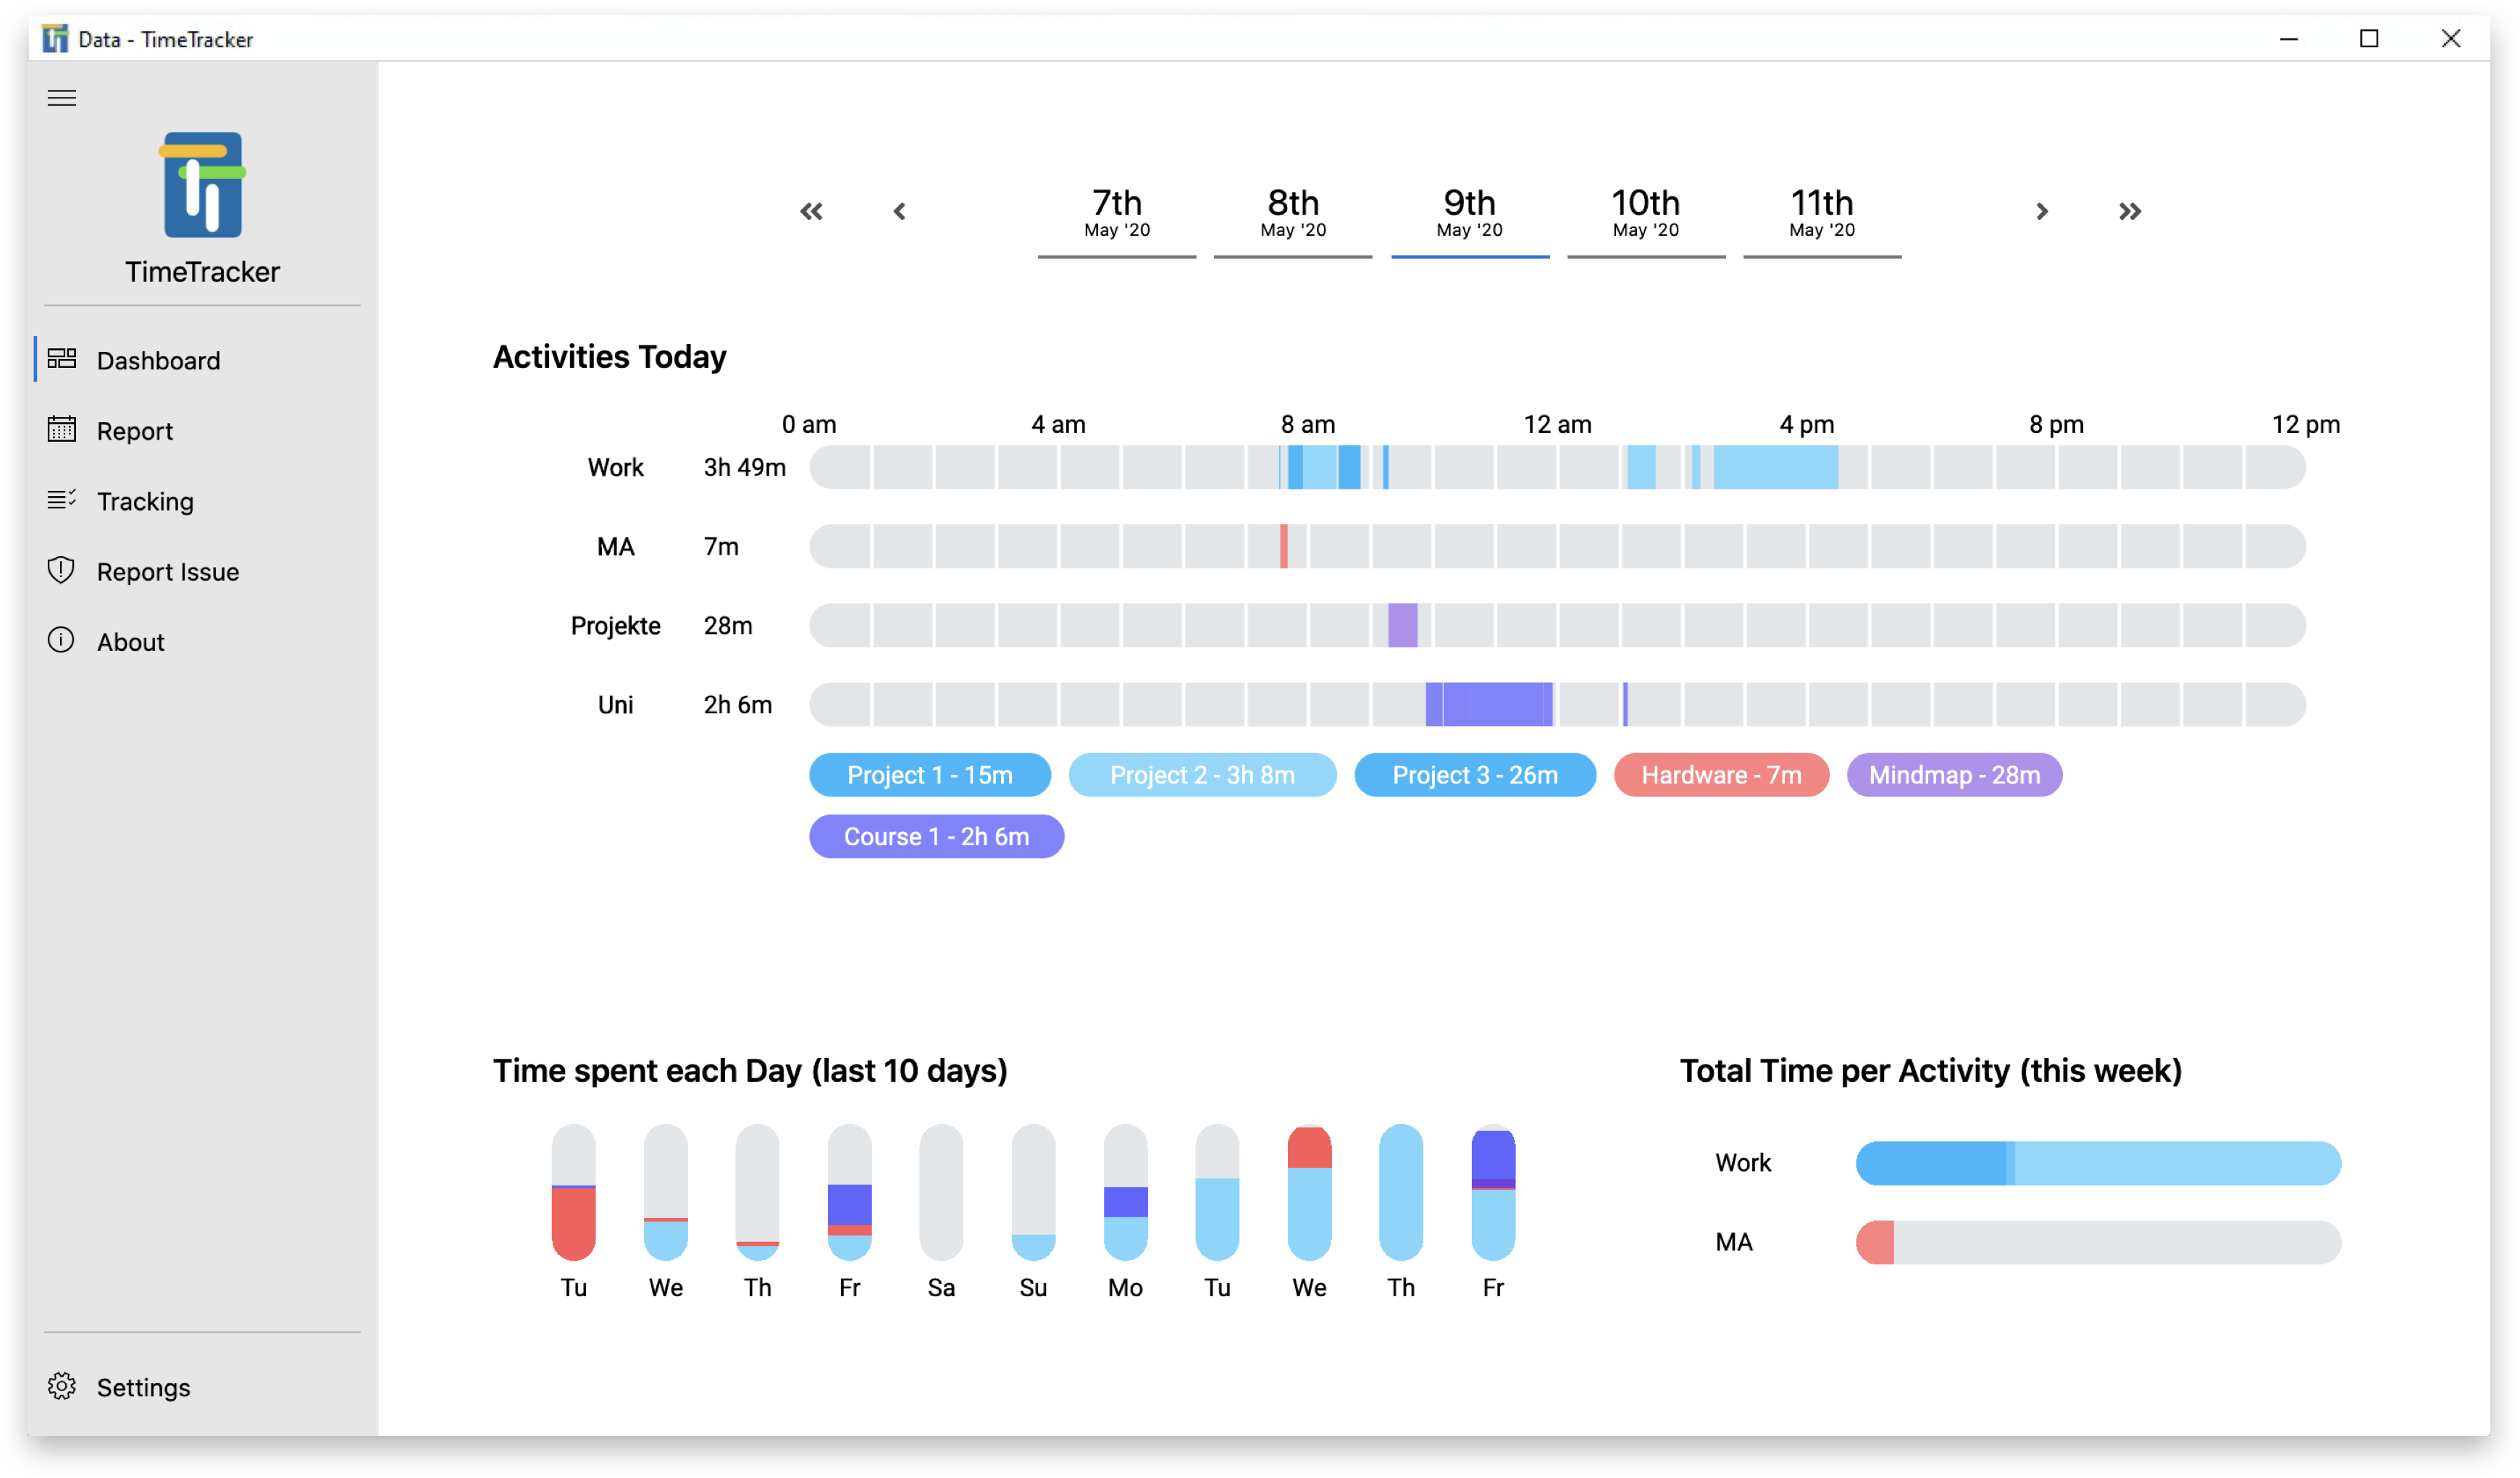 Data - TimeTracker
TimeTracker
Dashboard
Report
Tracking
Report Issue
About
Settings
7th 8th 9th 10th 11th
May '20 May '20 May '20 May '20 May '20
Activities Today
0 am 4 am 8 am 12 am 4 pm 8 pm 12 pm
Work 3h 49m
MA 7m
Projekte 28m
Uni 2h 6m
Project 1 - 15m Project 2 - 3h 8m Project 3 - 26m Hardware - 7m Mindmap - 28m
Course 1 - 2h 6m
Time spent each Day (last 10 days)
Tu We Th Fr Sa Su Mo Tu We Th Fr
Total Time per Activity (this week)
Work
MA